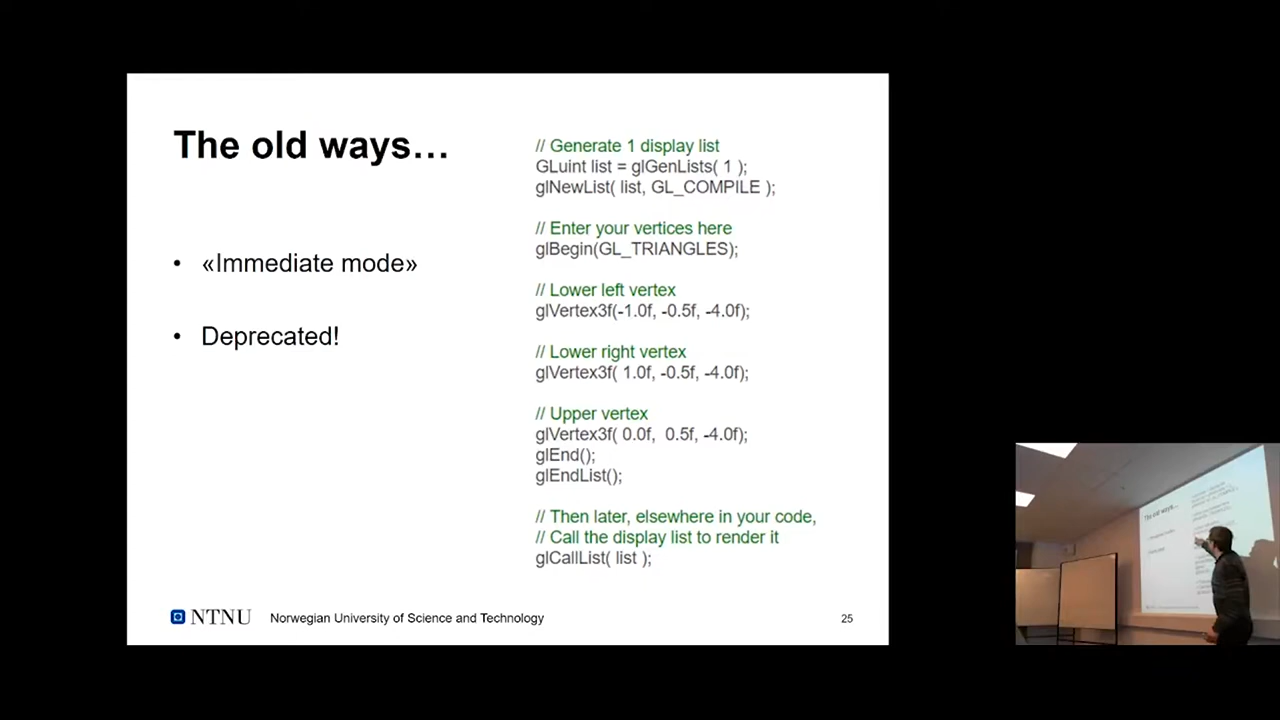 The old ways…
«Immediate mode»
Deprecated!
// Generate 1 display list
GLuint list = glGenLists( 1 );
glNewList( list, GL_COMPILE );
// Enter your vertices here
glBegin(GL_TRIANGLES);
// Lower left vertex
glVertex3f(-1.0f, -0.5f, -4.0f);
// Lower right vertex
glVertex3f( 1.0f, -0.5f, -4.0f);
// Upper vertex
glVertex3f( 0.0f,  0.5f, -4.0f);
glEnd();
glEndList();
// Then later, elsewhere in your code,
// Call the display list to render it
glCallList( list );
NTNU Norwegian University of Science and Technology 25
The old ways...